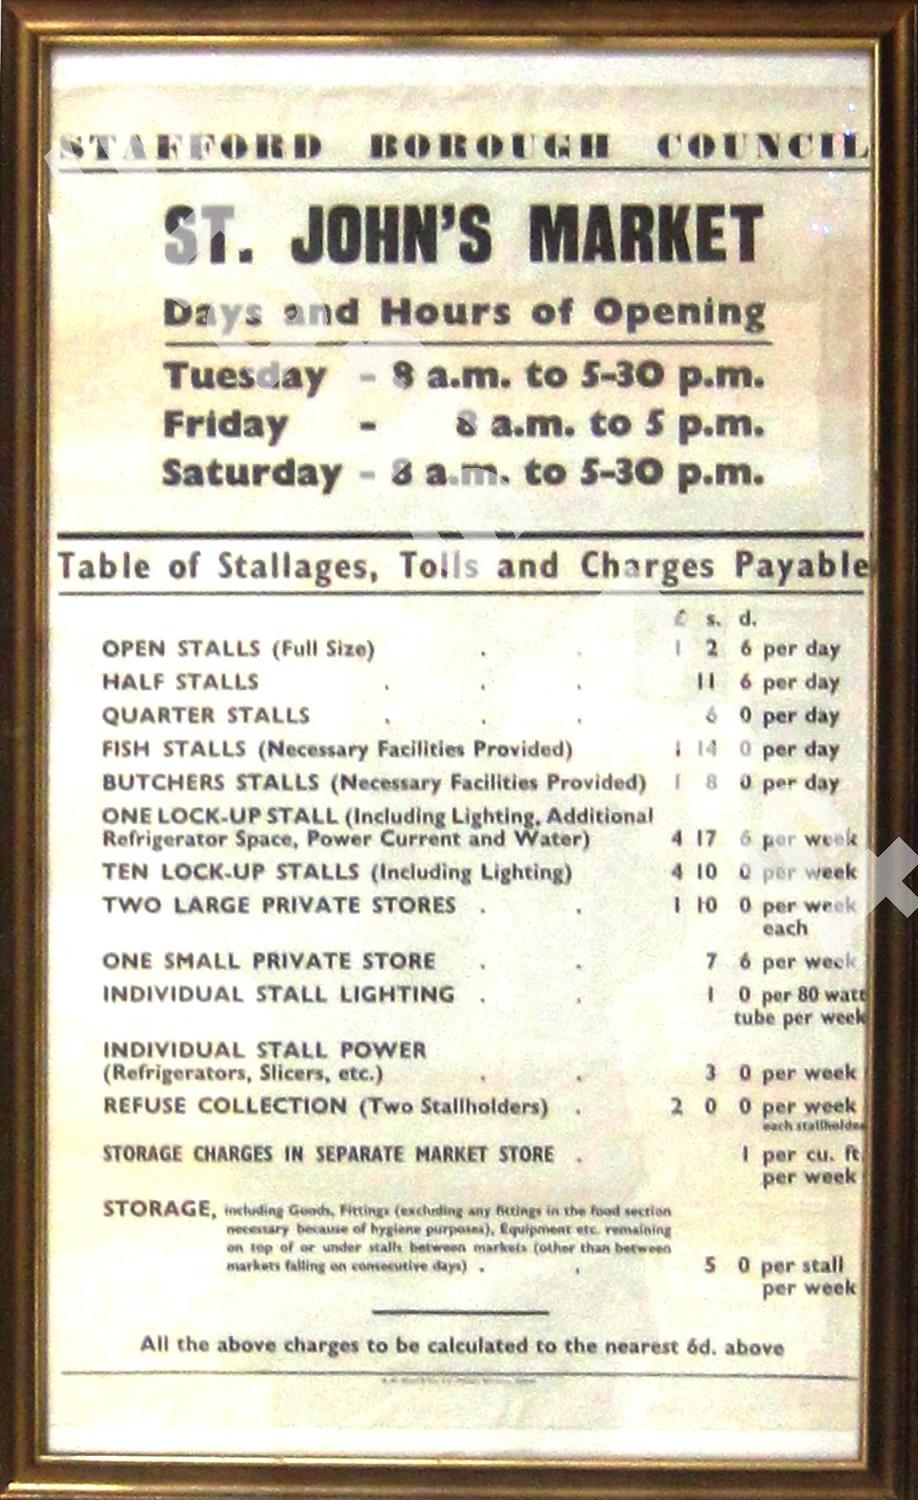 STAFFORD BOROUGH COUNCIL
ST. JOHN'S MARKET
Days and Hours of Opening
Tuesday - 8 a.m. to 5-30 p.m.
Friday - 8 a.m. to 5 p.m.
Saturday - 8 a.m. to 5-30 p.m.
Table of Stallages, Tolls and Charges Payable
£ s. d.
OPEN STALLS (Full Size) . . 1 2 6 per day
HALF STALLS . . . 11 6 per day
QUARTER STALLS . . . 6 0 per day
FISH STALLS (Necessary Facilities Provided) 1 14 0 per day
BUTCHERS STALLS (Necessary Facilities Provided) 1 8 0 per day
ONE LOCK-UP STALL (Including Lighting, Additional
Refrigerator Space, Power Current and Water) 4 17 6 per week
TEN LOCK-UP STALLS (Including Lighting) 4 10 0 per week
TWO LARGE PRIVATE STORES . . 1 10 0 per week
each
ONE SMALL PRIVATE STORE . . 7 6 per week
INDIVIDUAL STALL LIGHTING . . 1 0 per 80 watt
tube per week
INDIVIDUAL STALL POWER
(Refrigerators, Slicers, etc.) . . 3 0 per week
REFUSE COLLECTION (Two Stallholders) . 2 0 0 per week
each stallholder
STORAGE CHARGES IN SEPARATE MARKET STORE . 1 per cu. ft.
per week
STORAGE, including Goods, Fittings (excluding any fittings in the food section
necessary because of hygiene purposes), Equipment etc. remaining
on top of or under stalls between markets (other than between
markets falling on consecutive days) . . 5 0 per stall
per week
All the above charges to be calculated to the nearest 6d. above